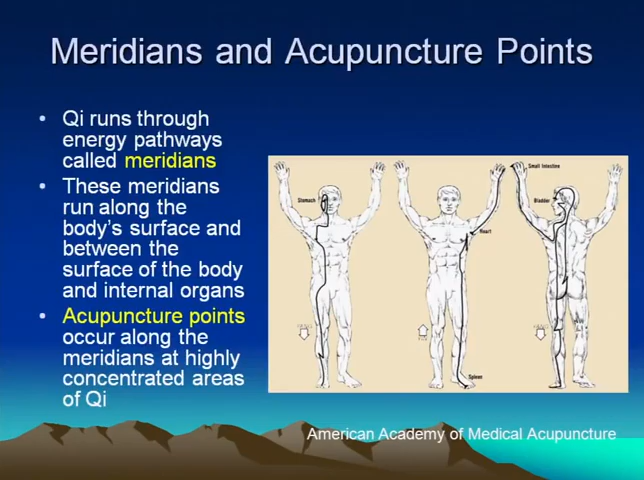 Meridians and Acupuncture Points
• Qi runs through
energy pathways
called meridians
• These meridians
run along the
body's surface and
between the
surface of the body
and internal organs
• Acupuncture points
occur along the
meridians at highly
concentrated areas
of Qi
Stomach
Small Intestine
Heart
Spleen
Bladder
American Academy of Medical Acupuncture